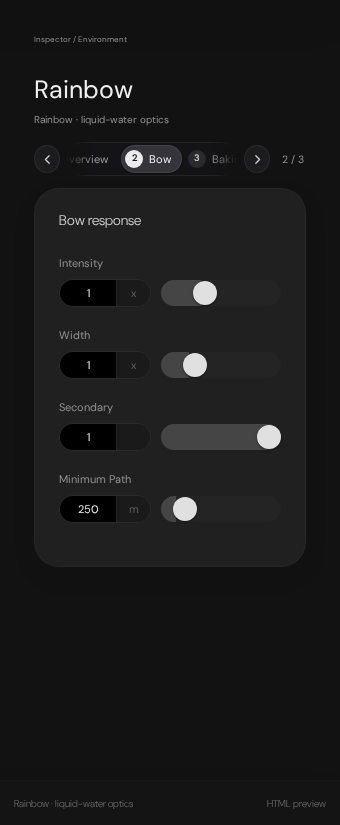 Inspector / Environment
Rainbow
Rainbow · liquid-water optics
2 Bow 3 2 / 3
Bow response
Intensity
1 x
Width
1 x
Secondary
1
Minimum Path
250 m
Rainbow · liquid-water optics HTML preview